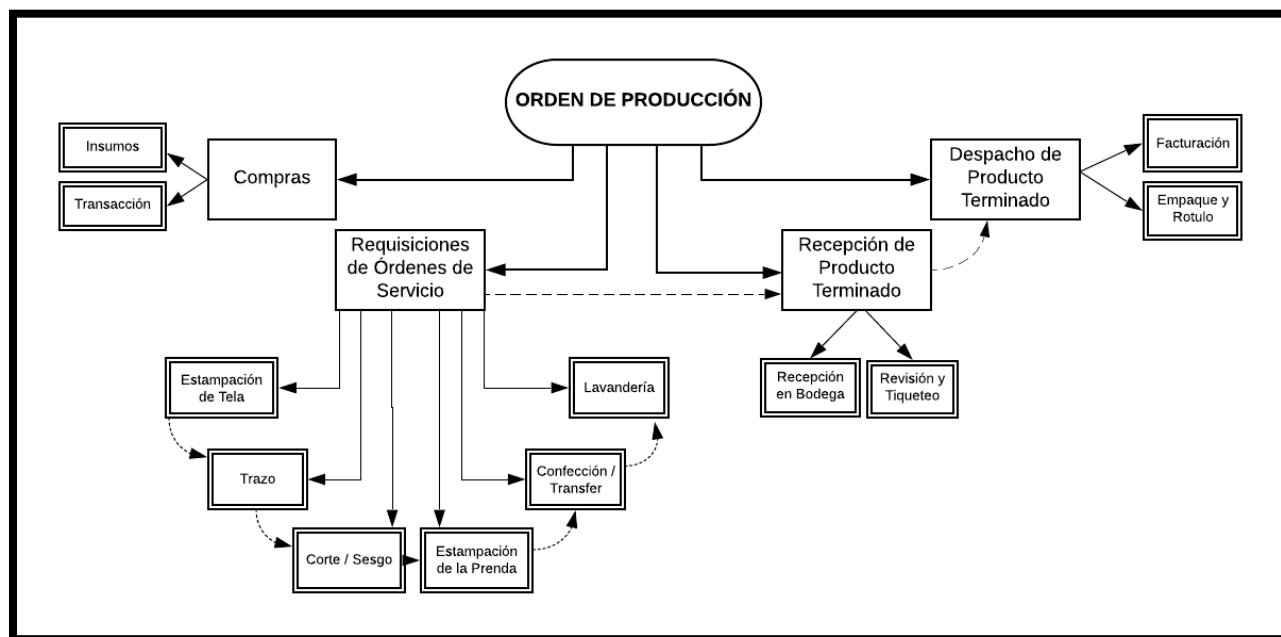 ORDEN DE PRODUCCIÓN
Insumos
Transacción
Compras
Despacho de
Producto
Terminado
Facturación
Empaque y
Rotulo
Requisiciones
de Órdenes de
Servicio
Recepción de
Producto
Terminado
Estampación
de Tela
Lavandería
Recepción
en Bodega
Revisión y
Tiqueteo
Trazo
Confección /
Transfer
Corte / Sesgo
Estampación
de la Prenda